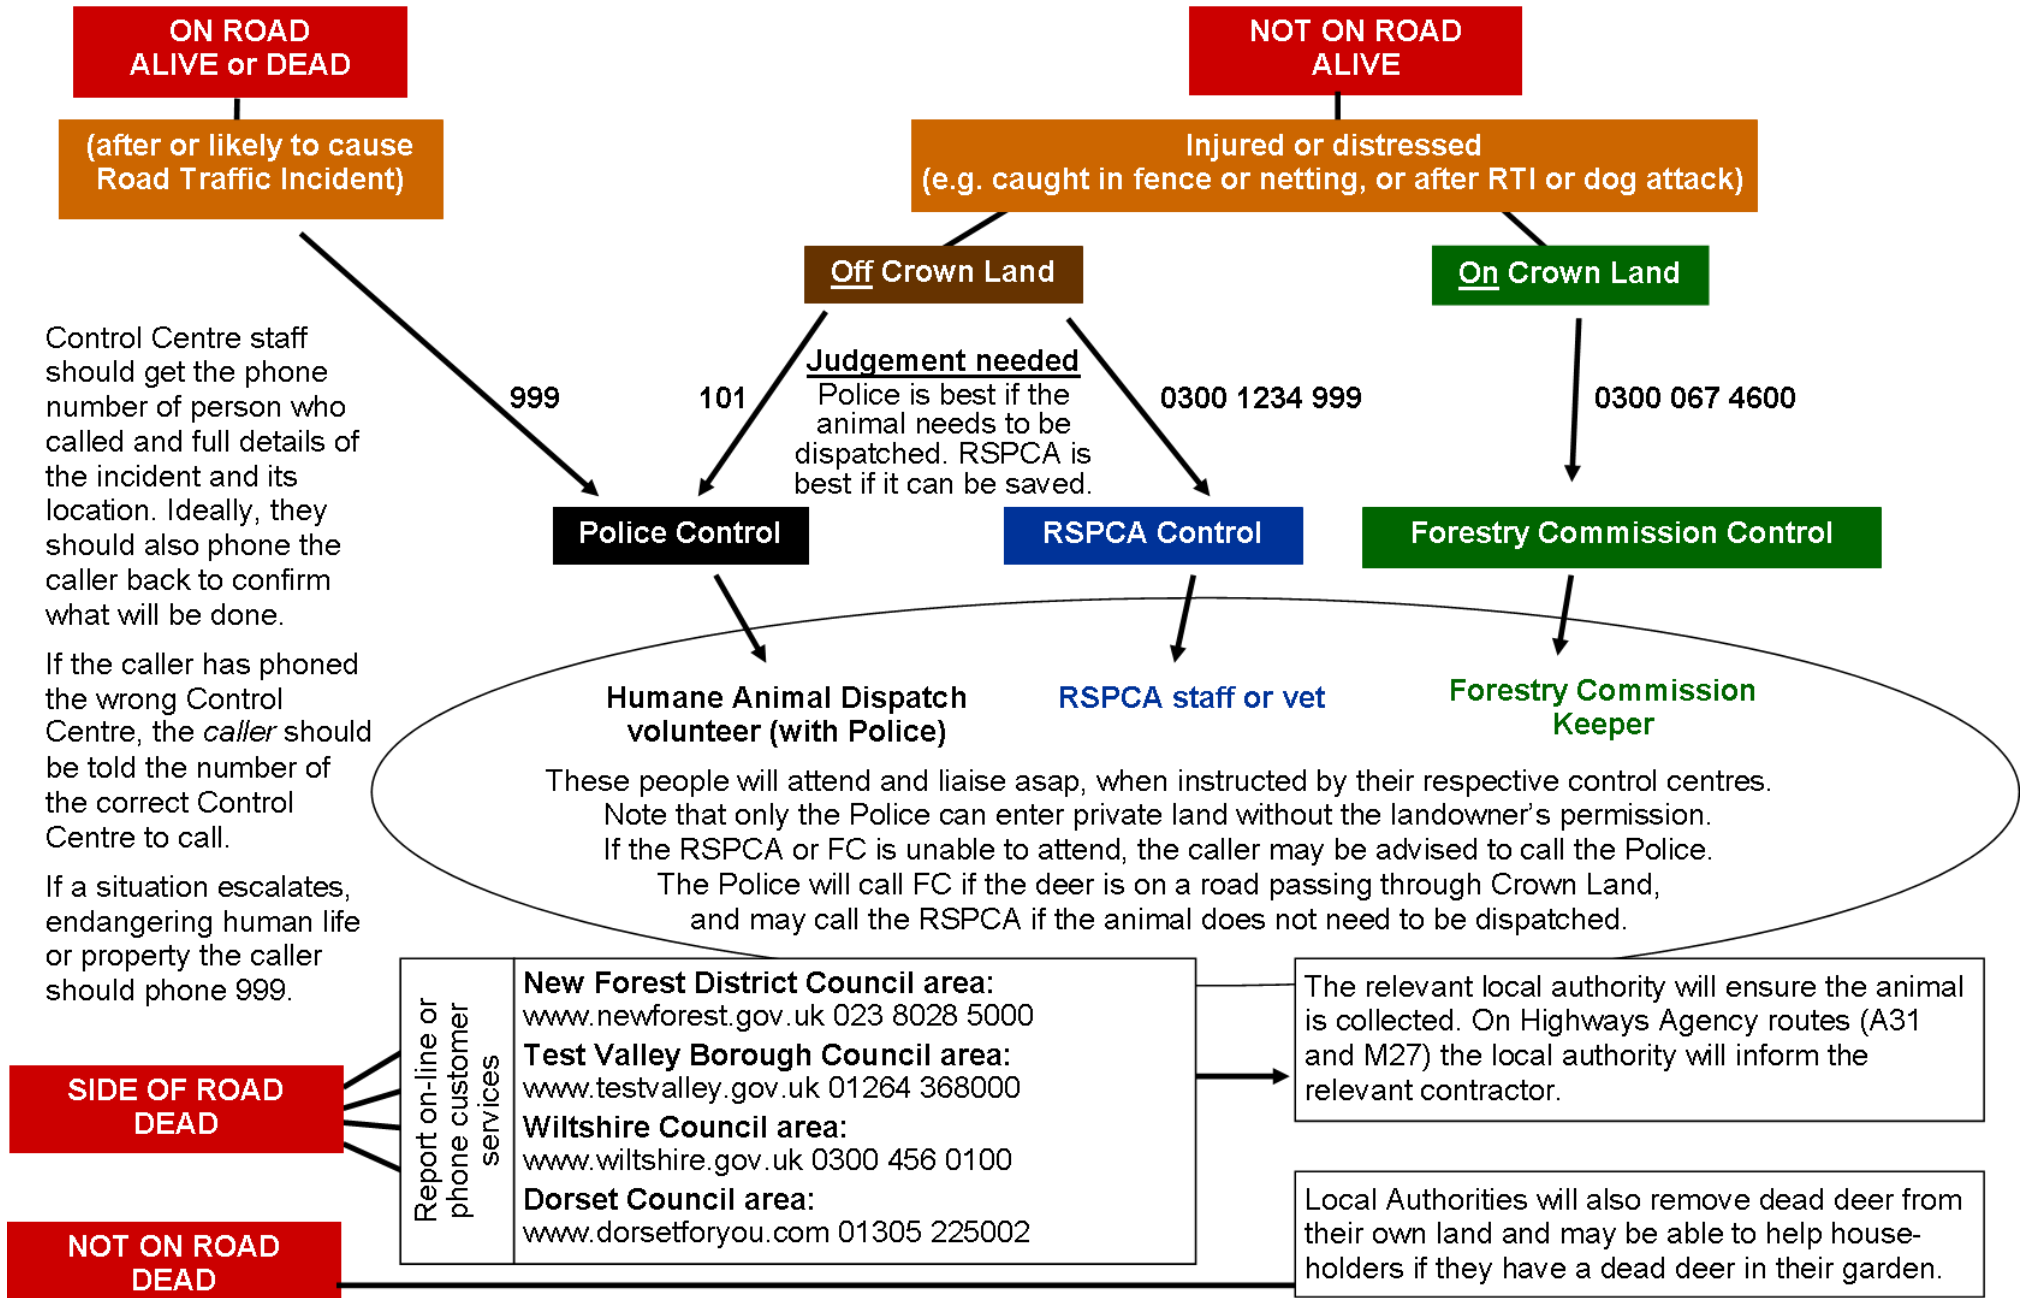 ON ROAD
ALIVE or DEAD
NOT ON ROAD
ALIVE
(after or likely to cause
Road Traffic Incident)
Injured or distressed
(e.g. caught in fence or netting, or after RTI or dog attack)
Off Crown Land
On Crown Land
Control Centre staff
should get the phone
number of person who
called and full details of
the incident and its
location. Ideally, they
should also phone the
caller back to confirm
what will be done.
If the caller has phoned
the wrong Control
Centre, the caller should
be told the number of
the correct Control
Centre to call.
If a situation escalates,
endangering human life
or property the caller
should phone 999.
999
101
Judgement needed
Police is best if the
animal needs to be
dispatched. RSPCA is
best if it can be saved.
0300 1234 999
0300 067 4600
Police Control
RSPCA Control
Forestry Commission Control
Humane Animal Dispatch
volunteer (with Police)
RSPCA staff or vet
Forestry Commission
Keeper
These people will attend and liaise asap, when instructed by their respective control centres.
Note that only the Police can enter private land without the landowner’s permission.
If the RSPCA or FC is unable to attend, the caller may be advised to call the Police.
The Police will call FC if the deer is on a road passing through Crown Land,
and may call the RSPCA if the animal does not need to be dispatched.
SIDE OF ROAD
DEAD
Report on-line or
phone customer
services
New Forest District Council area:
www.newforest.gov.uk 023 8028 5000
Test Valley Borough Council area:
www.testvalley.gov.uk 01264 368000
Wiltshire Council area:
www.wiltshire.gov.uk 0300 456 0100
Dorset Council area:
www.dorsetforyou.com 01305 225002
The relevant local authority will ensure the animal
is collected. On Highways Agency routes (A31
and M27) the local authority will inform the
relevant contractor.
NOT ON ROAD
DEAD
Local Authorities will also remove dead deer from
their own land and may be able to help house-
holders if they have a dead deer in their garden.